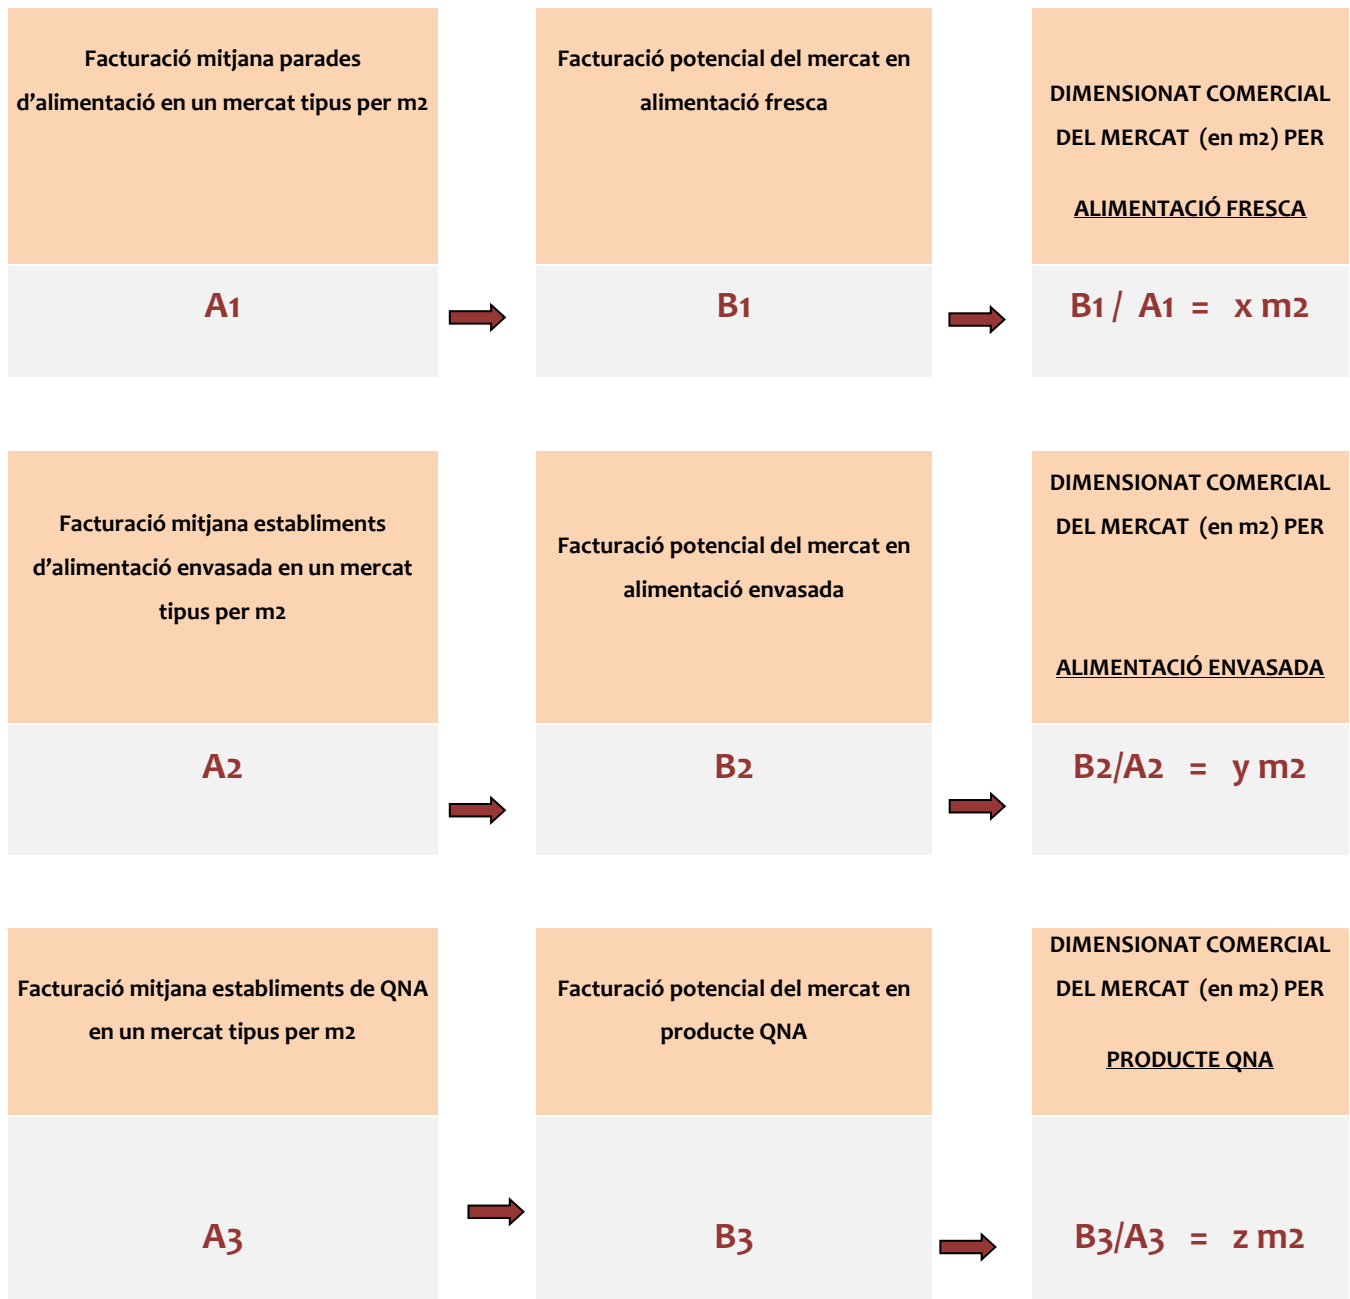 Facturació mitjana parades
d’alimentació en un mercat tipus per m2
Facturació potencial del mercat en
alimentació fresca
DIMENSIONAT COMERCIAL
DEL MERCAT (en m2) PER
ALIMENTACIÓ FRESCA
A1
B1
B1 / A1 = x m2
Facturació mitjana establiments
d’alimentació envasada en un mercat
tipus per m2
Facturació potencial del mercat en
alimentació envasada
DIMENSIONAT COMERCIAL
DEL MERCAT (en m2) PER
ALIMENTACIÓ ENVASADA
A2
B2
B2/A2 = y m2
Facturació mitjana establiments de QNA
en un mercat tipus per m2
Facturació potencial del mercat en
producte QNA
DIMENSIONAT COMERCIAL
DEL MERCAT (en m2) PER
PRODUCTE QNA
A3
B3
B3/A3 = z m2